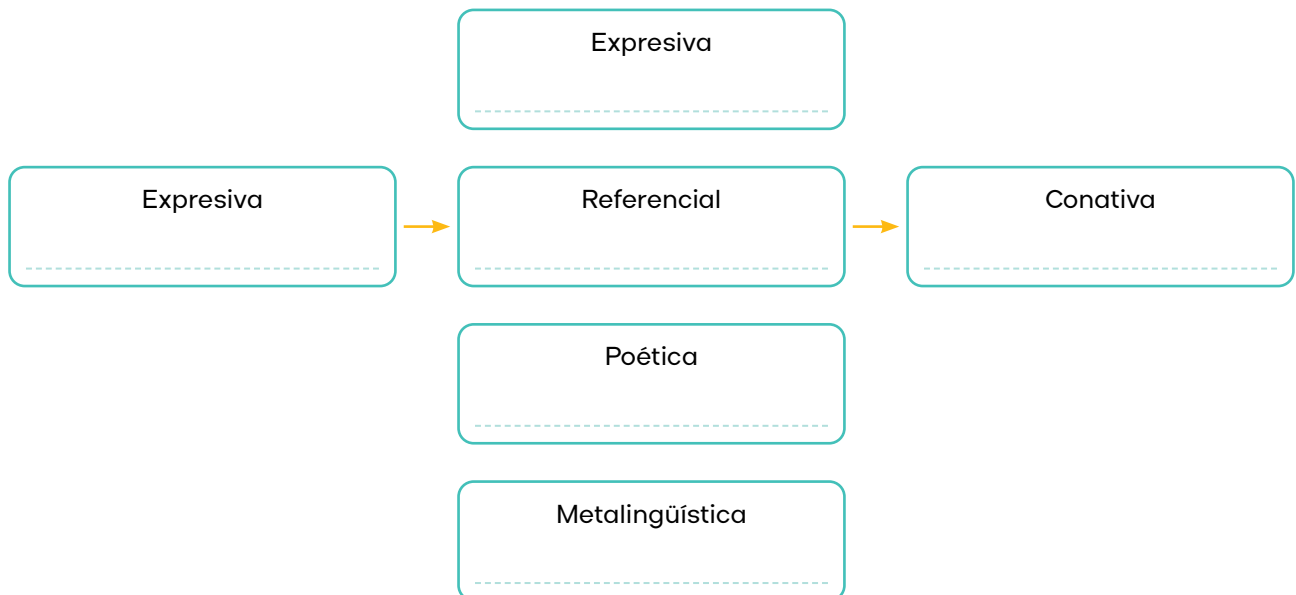 Expresiva
Expresiva
Referencial
Conativa
Poética
Metalingüística